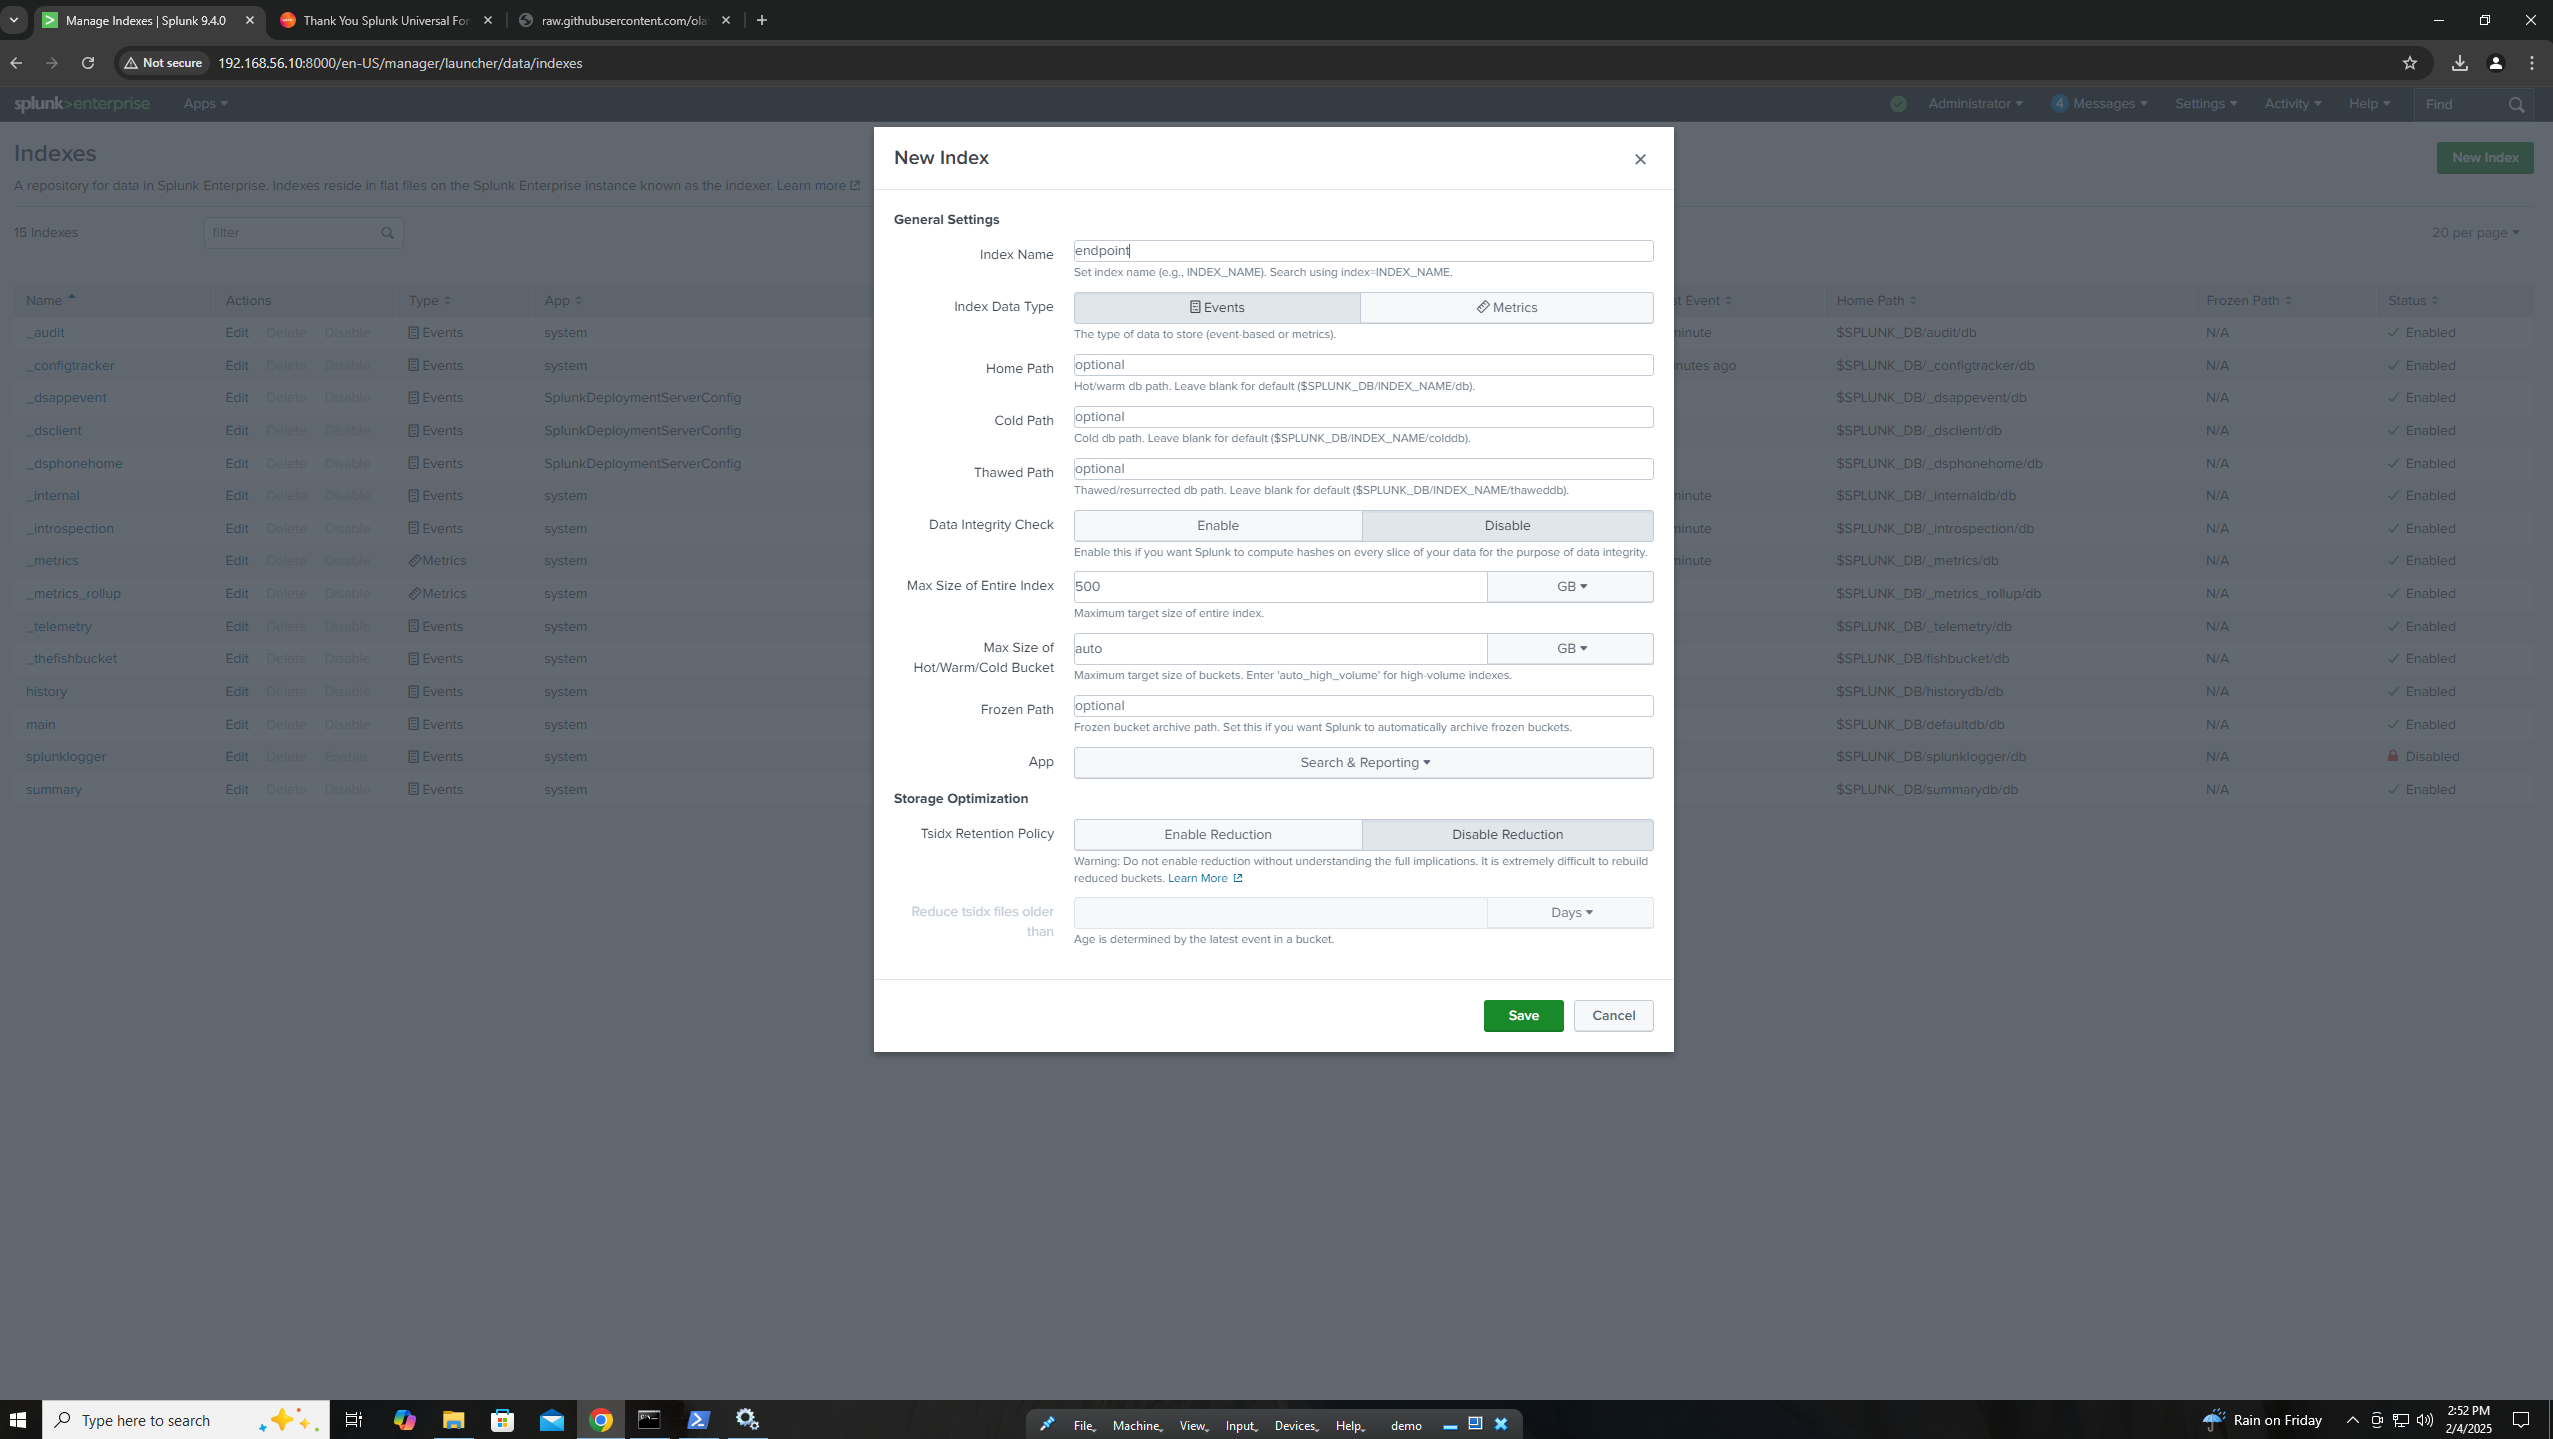 Manage Indexes | Splunk 9.4.0
Thank You Splunk Universal For
raw.githubusercontent.com/ola
Not secure
192.168.56.10:8000/en-US/manager/launcher/data/indexes
splunk>enterprise
Apps
Administrator
4 Messages
Settings
Activity
Help
Find
Indexes
New Index
A repository for data in Splunk Enterprise. Indexes reside in flat files on the Splunk Enterprise instance known as the indexer. Learn more
15 Indexes
filter
20 per page
Name Actions Type App st Event Home Path Frozen Path Status
_audit Edit Delete Disable Events system minute $SPLUNK_DB/audit/db N/A Enabled
_configtracker Edit Delete Disable Events system nutes ago $SPLUNK_DB/_configtracker/db N/A Enabled
_dsappevent Edit Delete Disable Events SplunkDeploymentServerConfig $SPLUNK_DB/_dsappevent/db N/A Enabled
_dsclient Edit Delete Disable Events SplunkDeploymentServerConfig $SPLUNK_DB/_dsclient/db N/A Enabled
_dsphonehome Edit Delete Disable Events SplunkDeploymentServerConfig $SPLUNK_DB/_dsphonehome/db N/A Enabled
_internal Edit Delete Disable Events system minute $SPLUNK_DB/_internaldb/db N/A Enabled
_introspection Edit Delete Disable Events system minute $SPLUNK_DB/_introspection/db N/A Enabled
_metrics Edit Delete Disable Metrics system minute $SPLUNK_DB/_metrics/db N/A Enabled
_metrics_rollup Edit Delete Disable Metrics system $SPLUNK_DB/_metrics_rollup/db N/A Enabled
_telemetry Edit Delete Disable Events system $SPLUNK_DB/_telemetry/db N/A Enabled
_thefishbucket Edit Delete Disable Events system $SPLUNK_DB/fishbucket/db N/A Enabled
history Edit Delete Disable Events system $SPLUNK_DB/historydb/db N/A Enabled
main Edit Delete Disable Events system $SPLUNK_DB/defaultdb/db N/A Enabled
splunklogger Edit Delete Enable Events system $SPLUNK_DB/splunklogger/db N/A Disabled
summary Edit Delete Disable Events system $SPLUNK_DB/summarydb/db N/A Enabled
New Index
General Settings
Index Name endpoint
Set index name (e.g., INDEX_NAME). Search using index=INDEX_NAME.
Index Data Type Events Metrics
The type of data to store (event-based or metrics).
Home Path optional
Hot/warm db path. Leave blank for default ($SPLUNK_DB/INDEX_NAME/db).
Cold Path optional
Cold db path. Leave blank for default ($SPLUNK_DB/INDEX_NAME/colddb).
Thawed Path optional
Thawed/resurrected db path. Leave blank for default ($SPLUNK_DB/INDEX_NAME/thaweddb).
Data Integrity Check Enable Disable
Enable this if you want Splunk to compute hashes on every slice of your data for the purpose of data integrity.
Max Size of Entire Index 500 GB
Maximum target size of entire index.
Max Size of
Hot/Warm/Cold Bucket
auto GB
Maximum target size of buckets. Enter 'auto_high_volume' for high-volume indexes.
Frozen Path optional
Frozen bucket archive path. Set this if you want Splunk to automatically archive frozen buckets.
App Search & Reporting
Storage Optimization
Tsidx Retention Policy Enable Reduction Disable Reduction
Warning: Do not enable reduction without understanding the full implications. It is extremely difficult to rebuild
reduced buckets. Learn More
Reduce tsidx files older
than
Days
Age is determined by the latest event in a bucket.
Save Cancel
Type here to search
File Machine View Input Devices Help demo
Rain on Friday
2:52 PM
2/4/2025